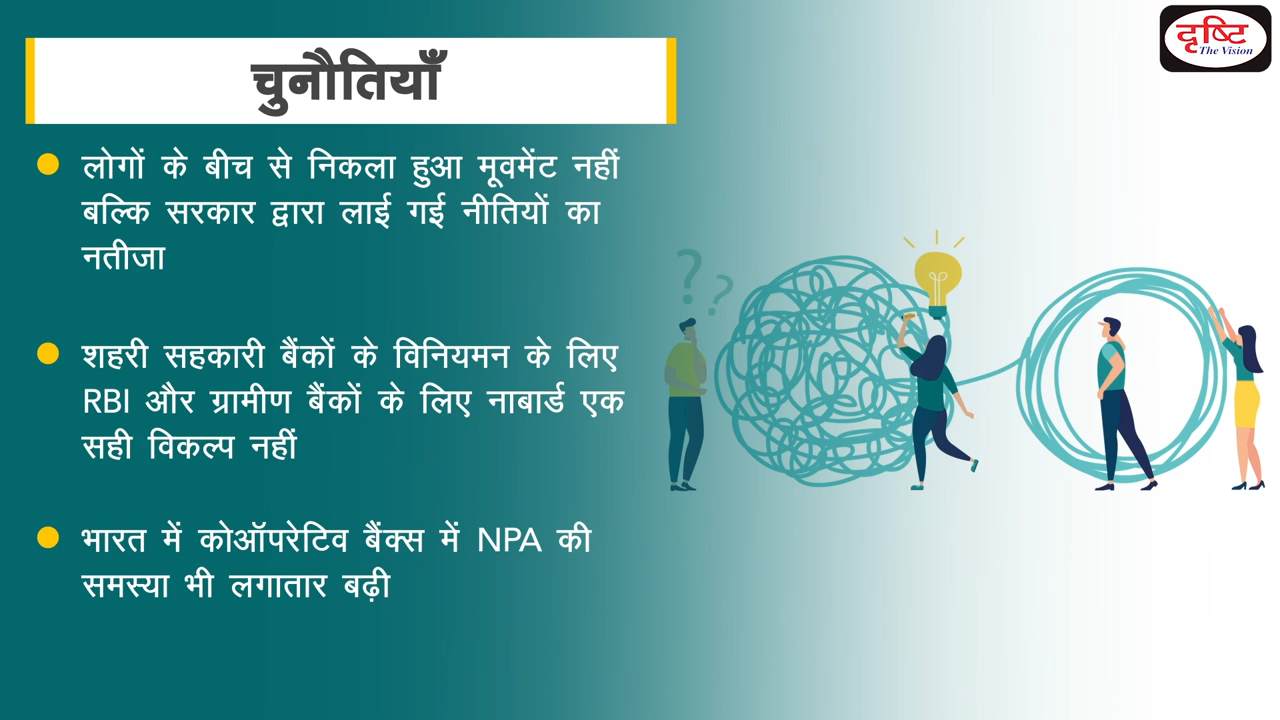 दृष्टि
The Vision
चुनौतियाँ
लोगों के बीच से निकला हुआ मूवमेंट नहीं
बल्कि सरकार द्वारा लाई गई नीतियों का
नतीजा
शहरी सहकारी बैंकों के विनियमन के लिए
RBI और ग्रामीण बैंकों के लिए नाबार्ड एक
सही विकल्प नहीं
भारत में कोऑपरेटिव बैंक्स में NPA की
समस्या भी लगातार बढ़ी
? ?